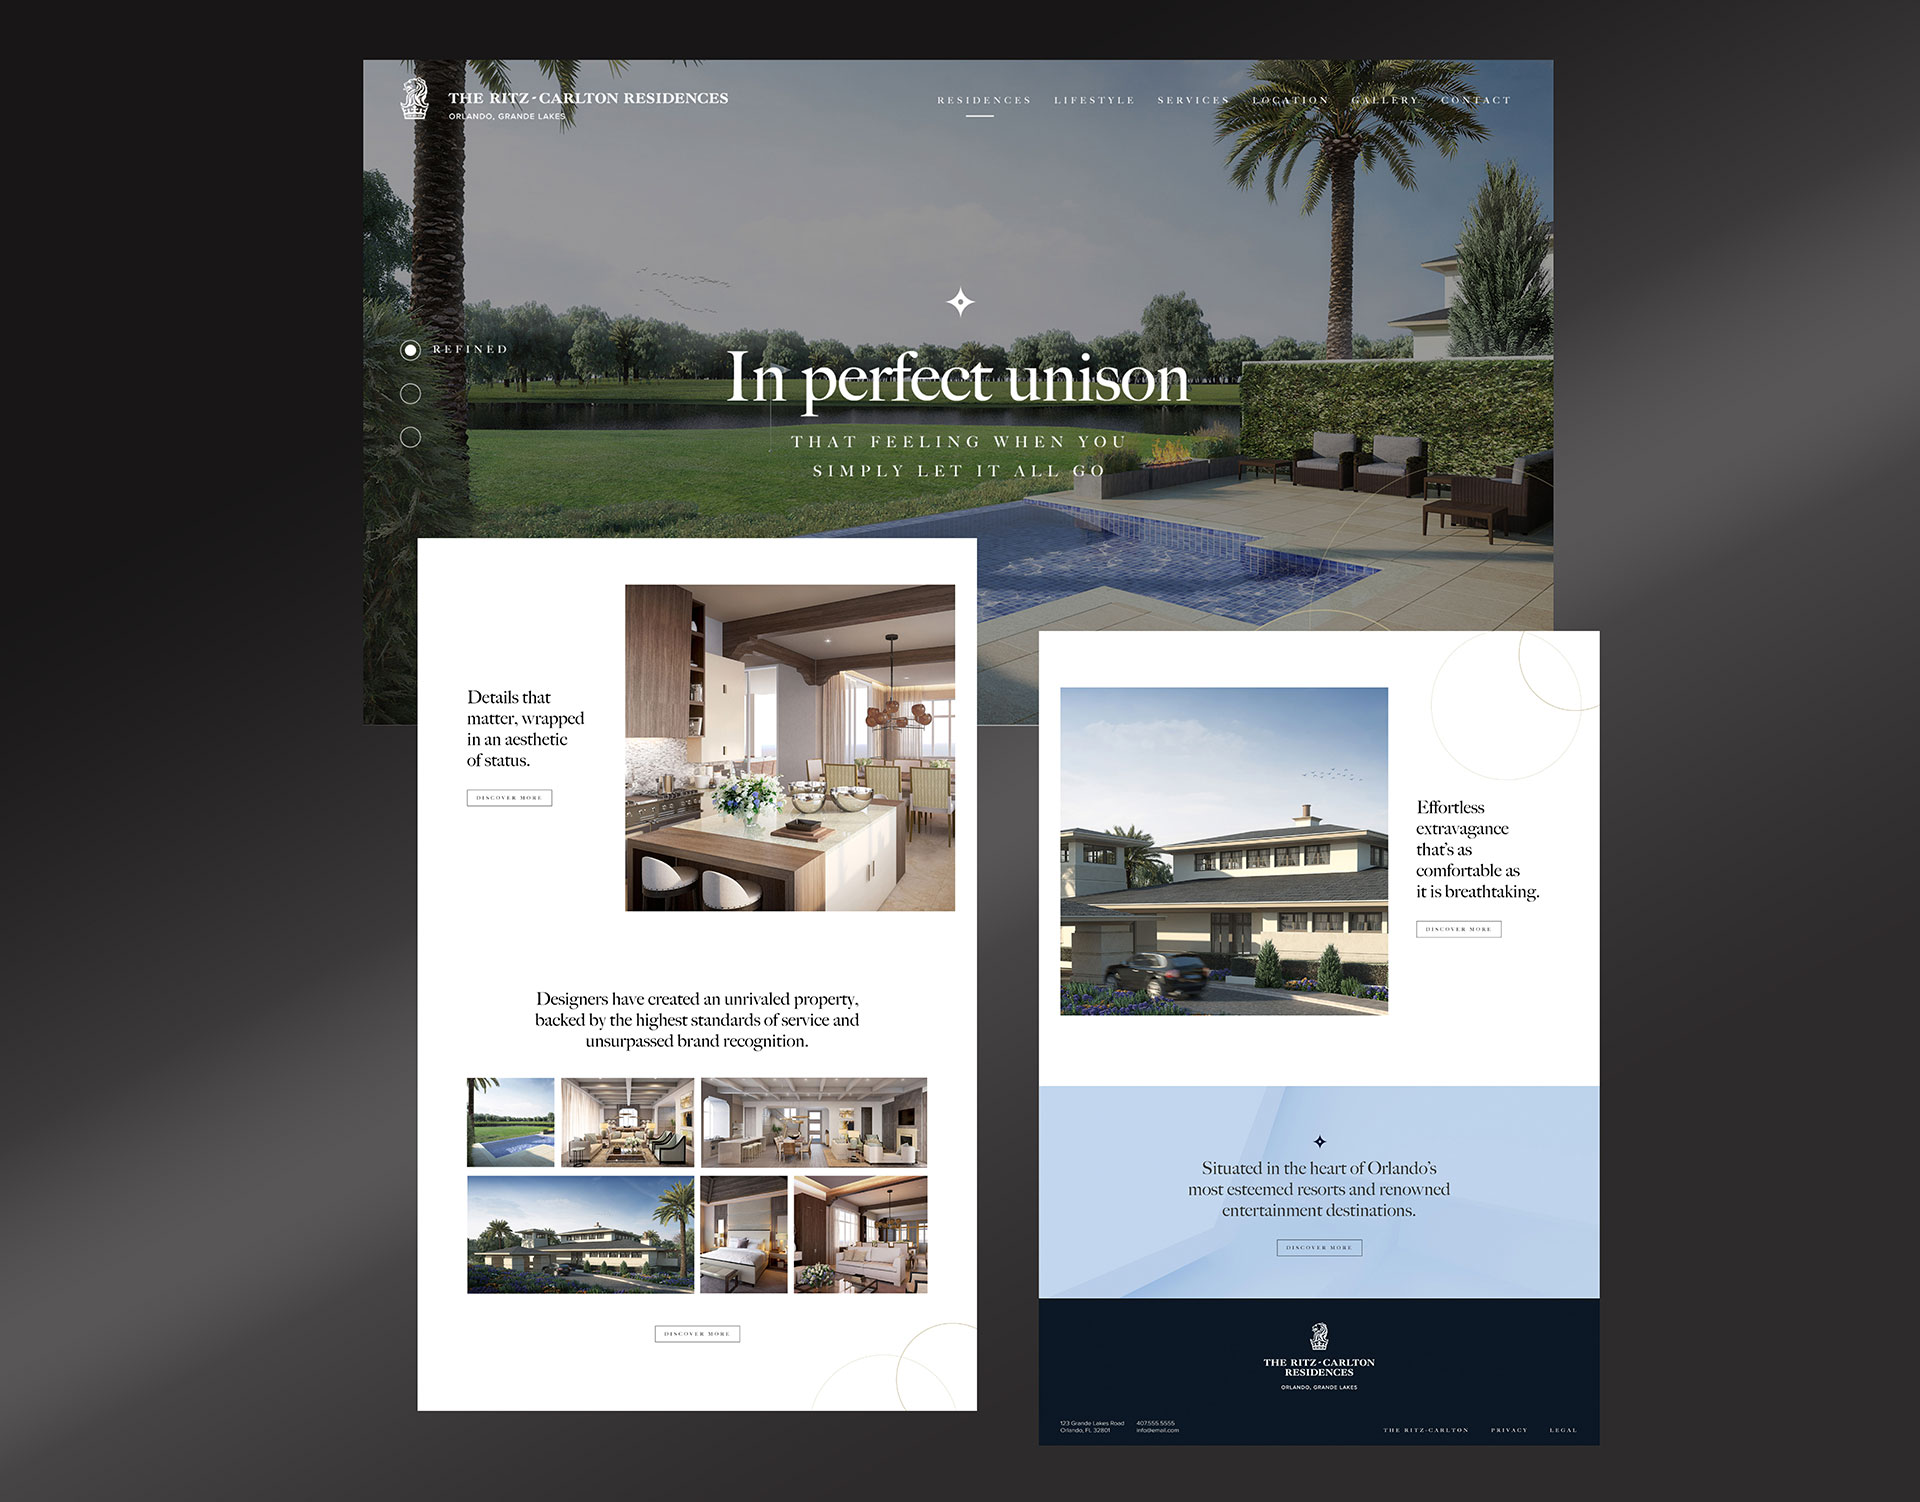 THE RITZ-CARLTON RESIDENCES
ORLANDO, GRANDE LAKES
RESIDENCES LIFESTYLE SERVICES LOCATION GALLERY CONTACT
REFINED
In perfect unison
THAT FEELING WHEN YOU
SIMPLY LET IT ALL GO
Details that
matter, wrapped
in an aesthetic
of status.
DISCOVER MORE
Designers have created an unrivaled property,
backed by the highest standards of service and
unsurpassed brand recognition.
DISCOVER MORE
Effortless
extravagance
that's as
comfortable as
it is breathtaking.
DISCOVER MORE
Situated in the heart of Orlando's
most esteemed resorts and renowned
entertainment destinations.
DISCOVER MORE
THE RITZ-CARLTON
RESIDENCES
ORLANDO, GRANDE LAKES
123 Grande Lakes Road
Orlando, FL 32801
407.555.5555
info@email.com
THE RITZ-CARLTON PRIVACY LEGAL